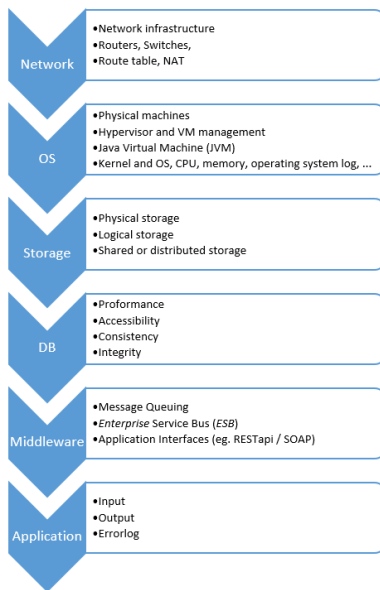 Network
•Network infrastructure
•Routers, Switches,
•Route table, NAT
OS
•Physical machines
•Hypervisor and VM management
•Java Virtual Machine (JVM)
•Kernel and OS, CPU, memory, operating system log, ...
Storage
•Physical storage
•Logical storage
•Shared or distributed storage
DB
•Proformance
•Accessibility
•Consistency
•Integrity
Middleware
•Message Queuing
•Enterprise Service Bus (ESB)
•Application Interfaces (eg. RESTapi / SOAP)
Application
•Input
•Output
•Errorlog